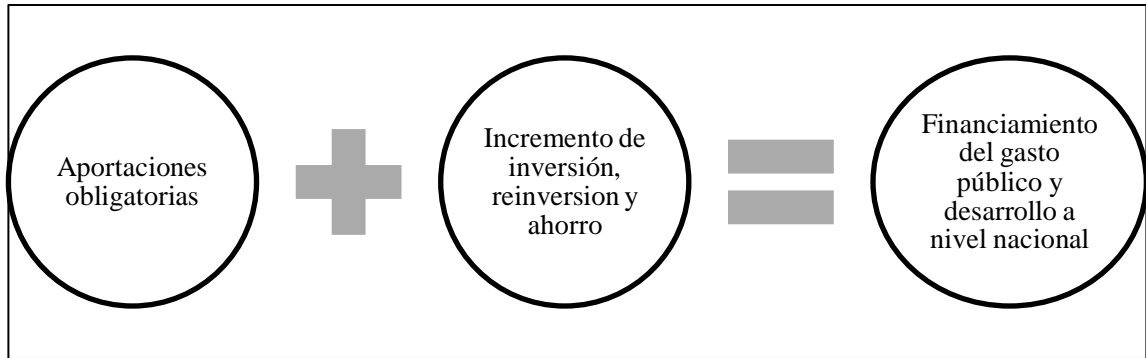 Aportaciones
obligatorias
Incremento de
inversión,
reinversion y
ahorro
Financiamiento
del gasto
público y
desarrollo a
nivel nacional